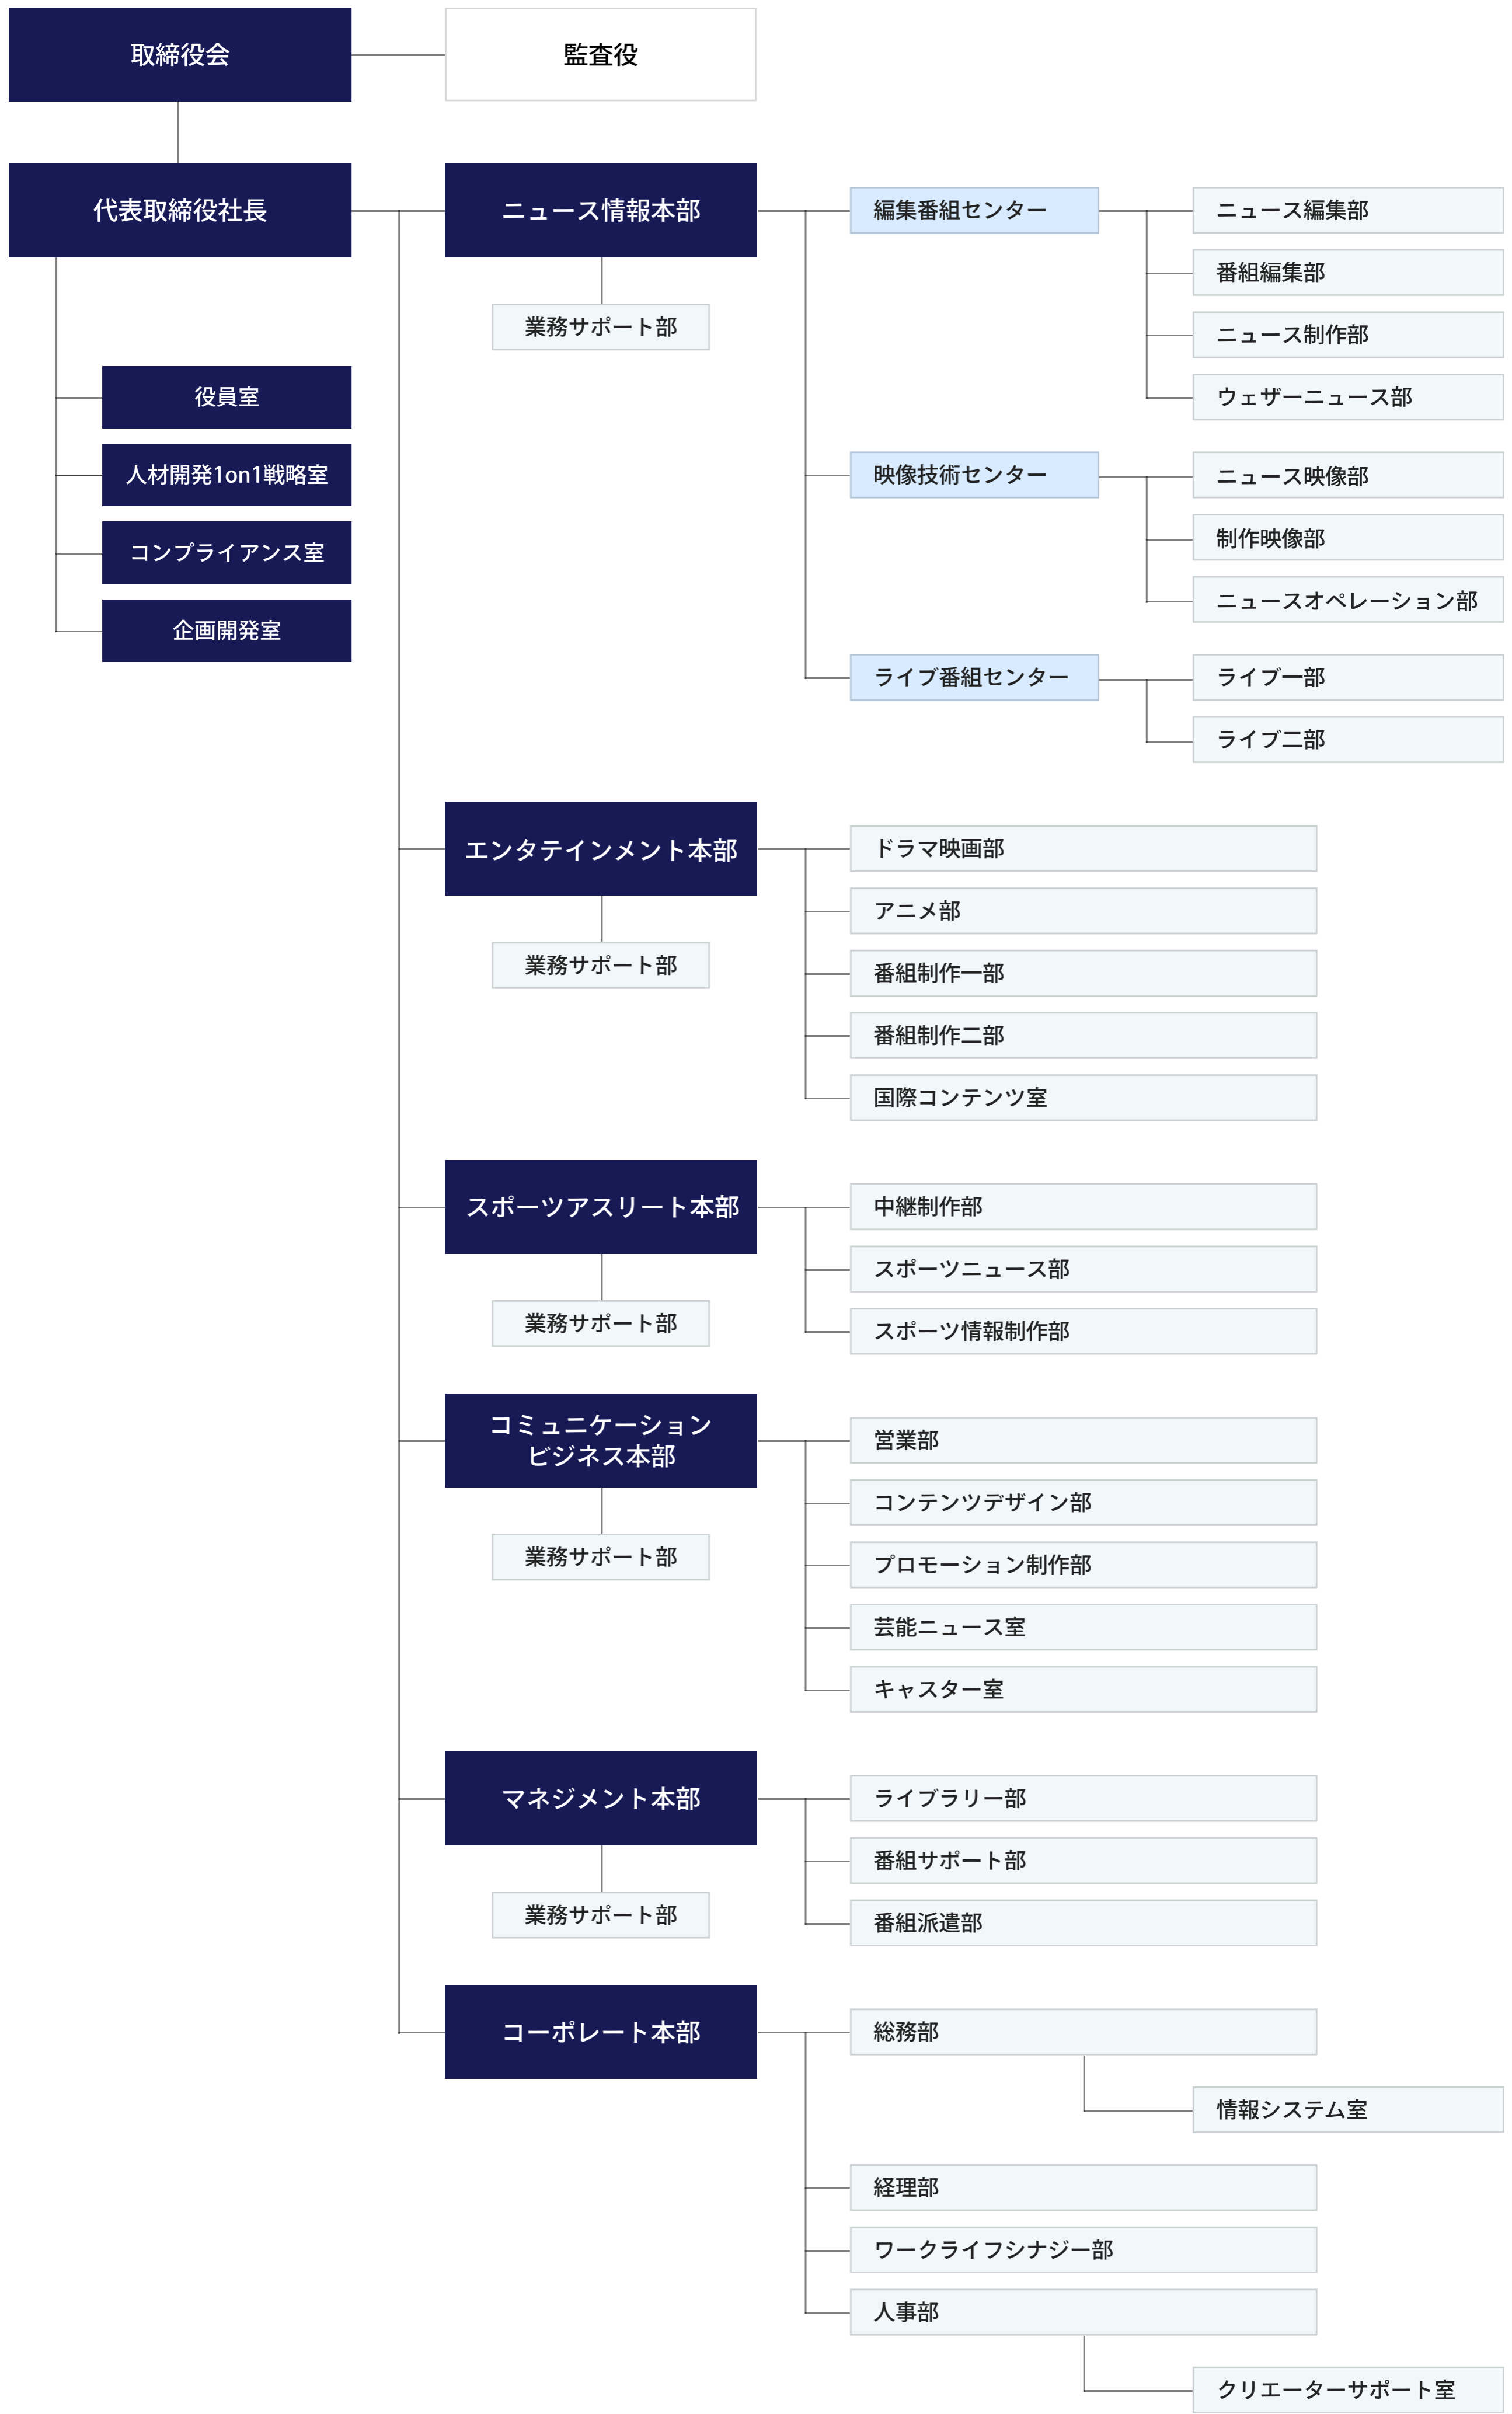 取締役会
監査役
代表取締役社長
役員室
人材開発1on1戦略室
コンプライアンス室
企画開発室
ニュース情報本部
業務サポート部
編集番組センター
ニュース編集部
番組編集部
ニュース制作部
ウェザーニュース部
映像技術センター
ニュース映像部
制作映像部
ニュースオペレーション部
ライブ番組センター
ライブ一部
ライブ二部
エンタテインメント本部
業務サポート部
ドラマ映画部
アニメ部
番組制作一部
番組制作二部
国際コンテンツ室
スポーツアスリート本部
業務サポート部
中継制作部
スポーツニュース部
スポーツ情報制作部
コミュニケーション
ビジネス本部
業務サポート部
営業部
コンテンツデザイン部
プロモーション制作部
芸能ニュース室
キャスター室
マネジメント本部
業務サポート部
ライブラリー部
番組サポート部
番組派遣部
コーポレート本部
総務部
情報システム室
経理部
ワークライフシナジー部
人事部
クリエーターサポート室